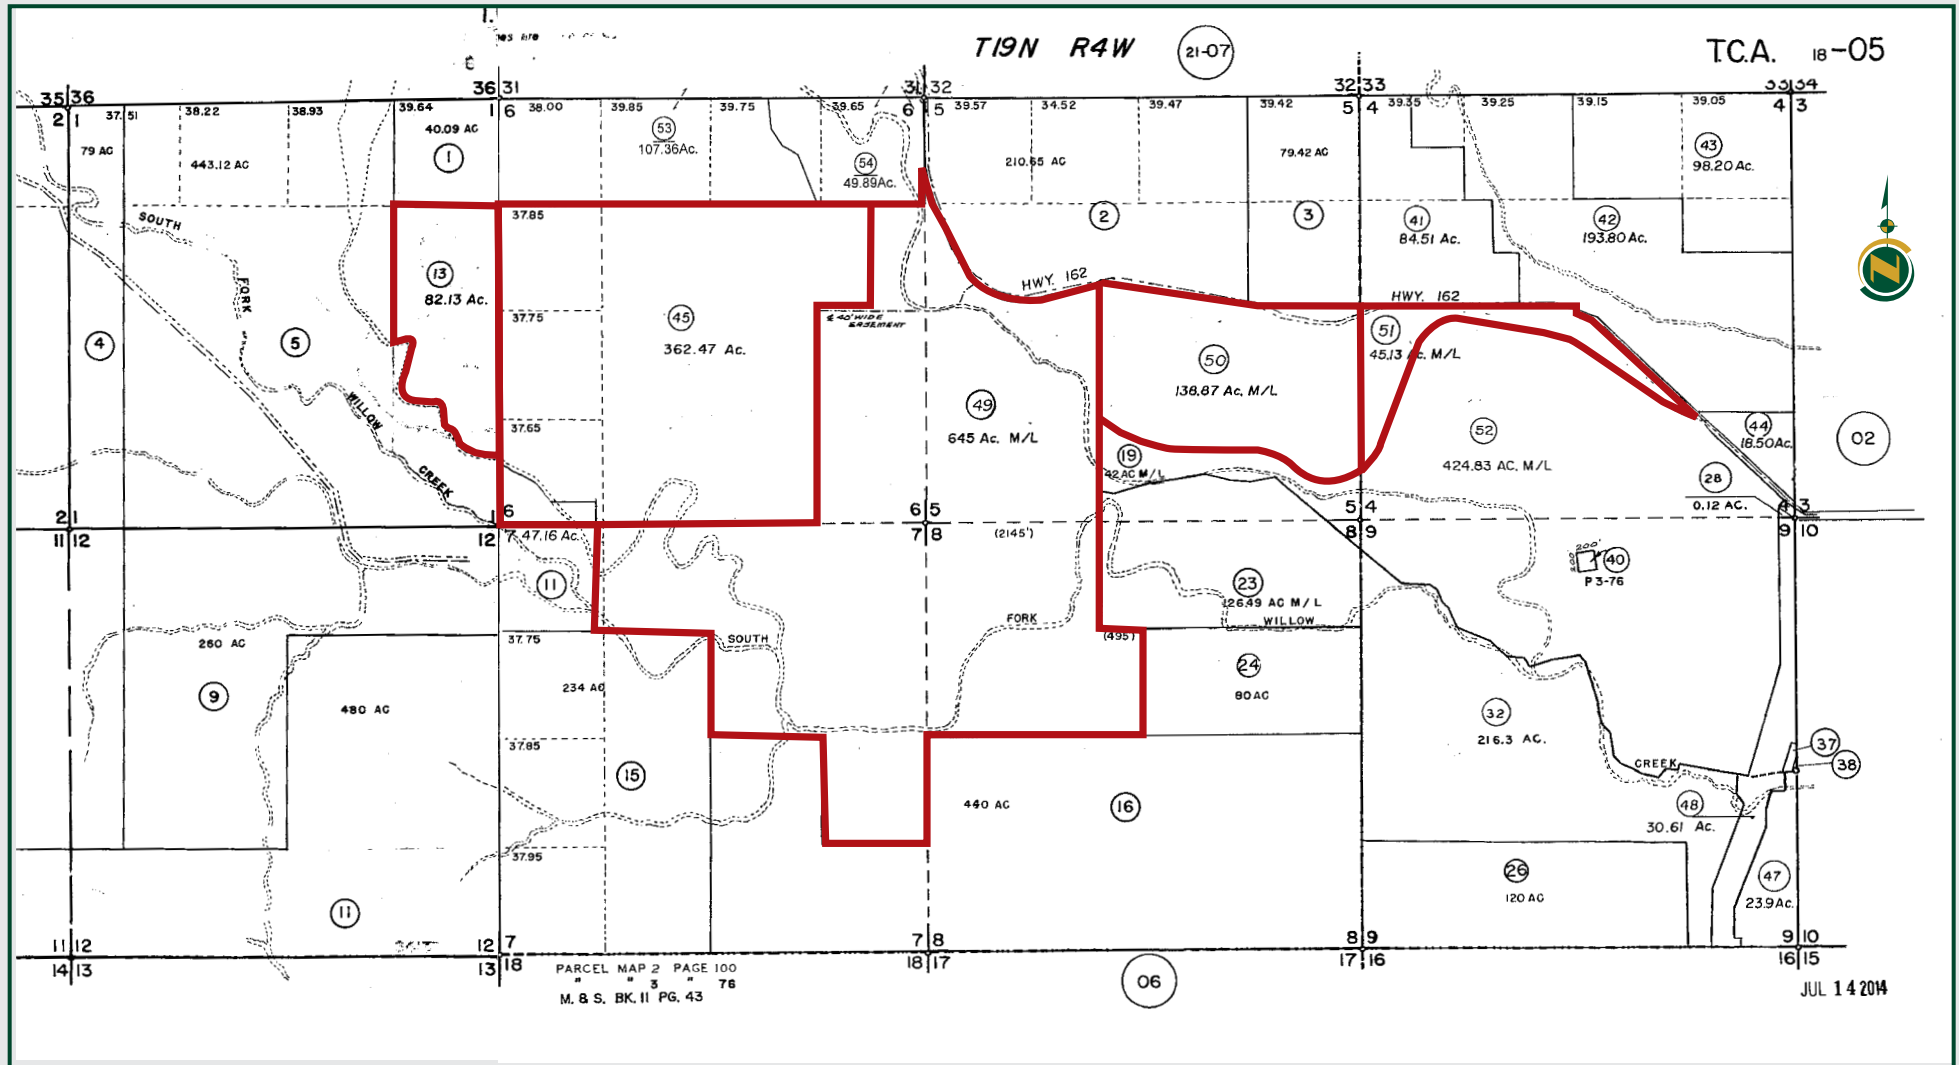 T19N R4W
21-07
T.C.A. 18-05
35 36
36 31
31 32
32 33
33 34
2 1
1 6
6 5
5 4
4 3
38.22
38.93
39.64
38.00
39.85
39.75
39.65
39.57
34.52
39.47
39.42
39.35
39.25
39.15
39.05
79 AC
443.12 AC
40.09 AC
1
53
107.36Ac.
54
49.89Ac.
210.65 AC
79.42 AC
43
98.20Ac.
37.85
2
3
41
84.51 Ac.
42
193.80Ac.
SOUTH
FORK
13
82.13 Ac.
HWY. 162
HWY. 162
4
5
37.75
45
362.47 Ac.
40' WIDE
EASEMENT
50
138.87 Ac. M/L
51
45.13 Ac. M/L
WILLOW
CREEK
37.65
49
645 Ac. M/L
19
42 AC M/L
52
424.83 AC. M/L
44
18.50Ac.
02
28
0.12 AC.
2 1
11 12
6
12 7
6 5
7 8
5 4
8 9
4 3
9 10
47.16 Ac.
(2145')
11
23
126.49 AC M/L
WILLOW
200'
200'
40
P 3-76
260 AC
9
480 AC
37.75
SOUTH
FORK
(495')
234 AC
24
80 AC
32
216.3 AC.
37.85
15
440 AC
16
CREEK
37
38
48
30.61 Ac.
37.95
26
120 AC
47
23.9Ac.
11
11 12
14 13
12 7
13 18
7 8
18 17
8 9
17 16
9 10
16 15
PARCEL MAP 2 PAGE 100
" " 3 " 76
M. & S. BK. 11 PG. 43
06
JUL 14 2014